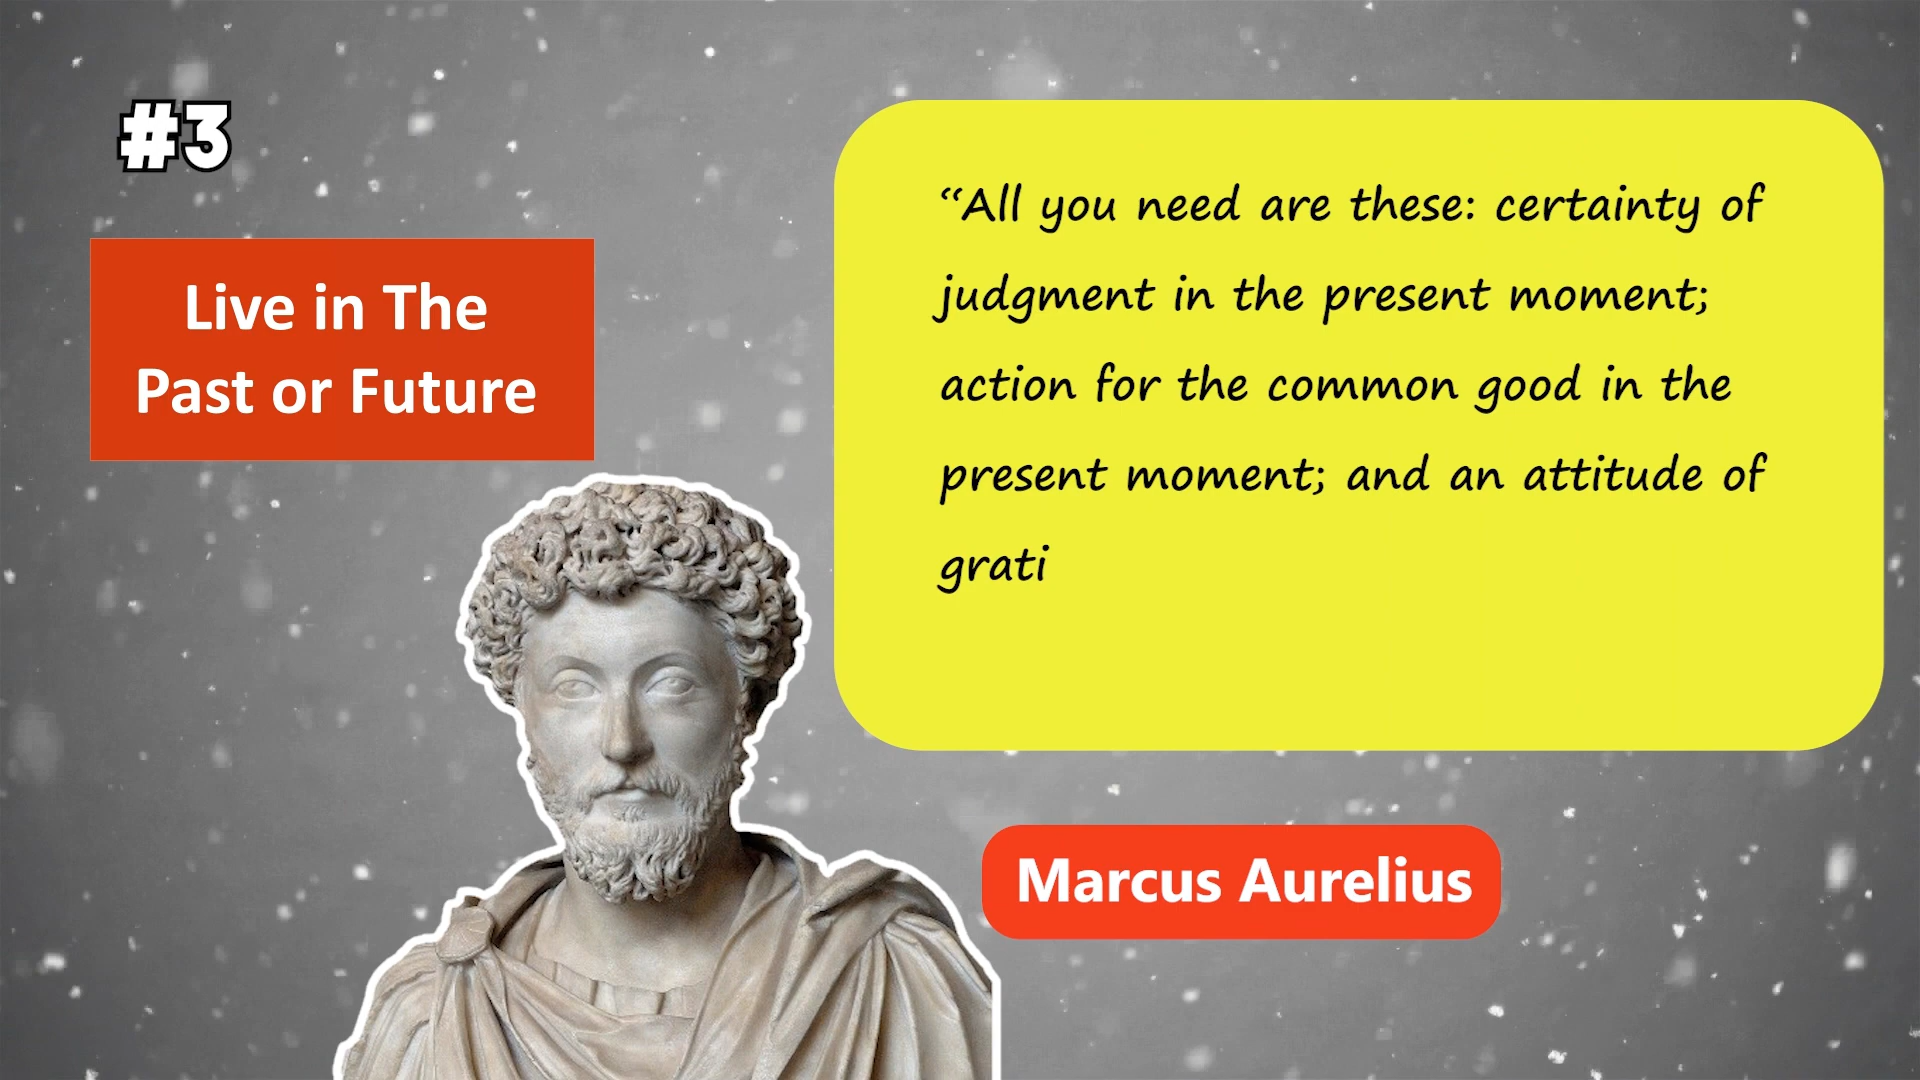 #3
Live in The
Past or Future
“All you need are these: certainty of
judgment in the present moment;
action for the common good in the
present moment; and an attitude of
grati
Marcus Aurelius